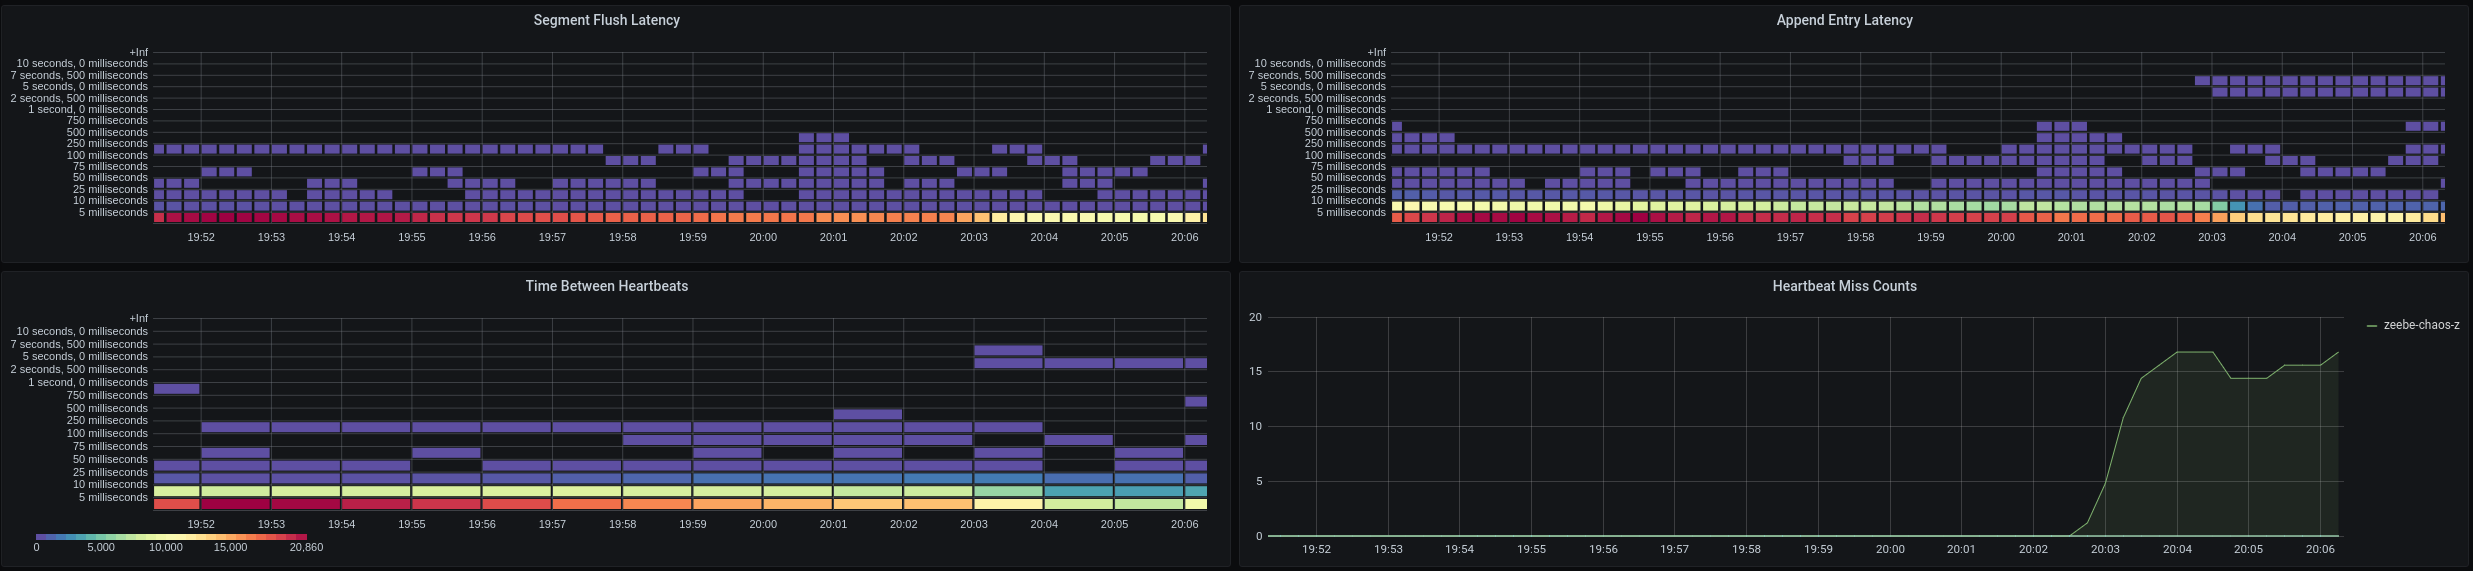 Segment Flush Latency
+Inf
10 seconds, 0 milliseconds
7 seconds, 500 milliseconds
5 seconds, 0 milliseconds
2 seconds, 500 milliseconds
1 second, 0 milliseconds
750 milliseconds
500 milliseconds
250 milliseconds
100 milliseconds
75 milliseconds
50 milliseconds
25 milliseconds
10 milliseconds
5 milliseconds
19:52 19:53 19:54 19:55 19:56 19:57 19:58 19:59 20:00 20:01 20:02 20:03 20:04 20:05 20:06
Append Entry Latency
+Inf
10 seconds, 0 milliseconds
7 seconds, 500 milliseconds
5 seconds, 0 milliseconds
2 seconds, 500 milliseconds
1 second, 0 milliseconds
750 milliseconds
500 milliseconds
250 milliseconds
100 milliseconds
75 milliseconds
50 milliseconds
25 milliseconds
10 milliseconds
5 milliseconds
19:52 19:53 19:54 19:55 19:56 19:57 19:58 19:59 20:00 20:01 20:02 20:03 20:04 20:05 20:06
Time Between Heartbeats
+Inf
10 seconds, 0 milliseconds
7 seconds, 500 milliseconds
5 seconds, 0 milliseconds
2 seconds, 500 milliseconds
1 second, 0 milliseconds
750 milliseconds
500 milliseconds
250 milliseconds
100 milliseconds
75 milliseconds
50 milliseconds
25 milliseconds
10 milliseconds
5 milliseconds
19:52 19:53 19:54 19:55 19:56 19:57 19:58 19:59 20:00 20:01 20:02 20:03 20:04 20:05 20:06
0 5,000 10,000 15,000 20,860
Heartbeat Miss Counts
20
15
10
5
0
19:52 19:53 19:54 19:55 19:56 19:57 19:58 19:59 20:00 20:01 20:02 20:03 20:04 20:05 20:06
zeebe-chaos-z